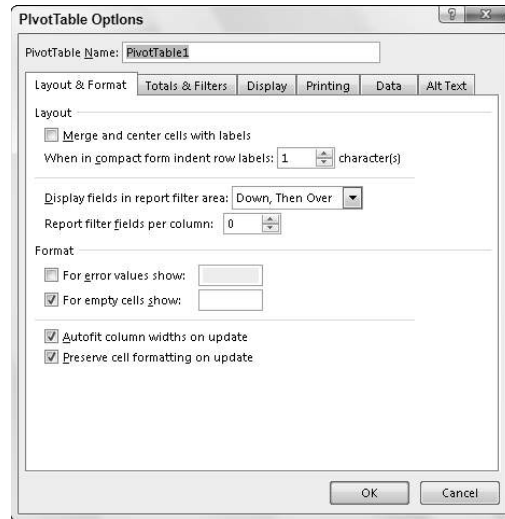 PivotTable Options
PivotTable Name: PivotTable1
Layout & Format Totals & Filters Display Printing Data Alt Text
Layout
Merge and center cells with labels
When in compact form indent row labels: 1 character(s)
Display fields in report filter area: Down, Then Over
Report filter fields per column: 0
Format
For error values show:
For empty cells show:
Autofit column widths on update
Preserve cell formatting on update
OK Cancel